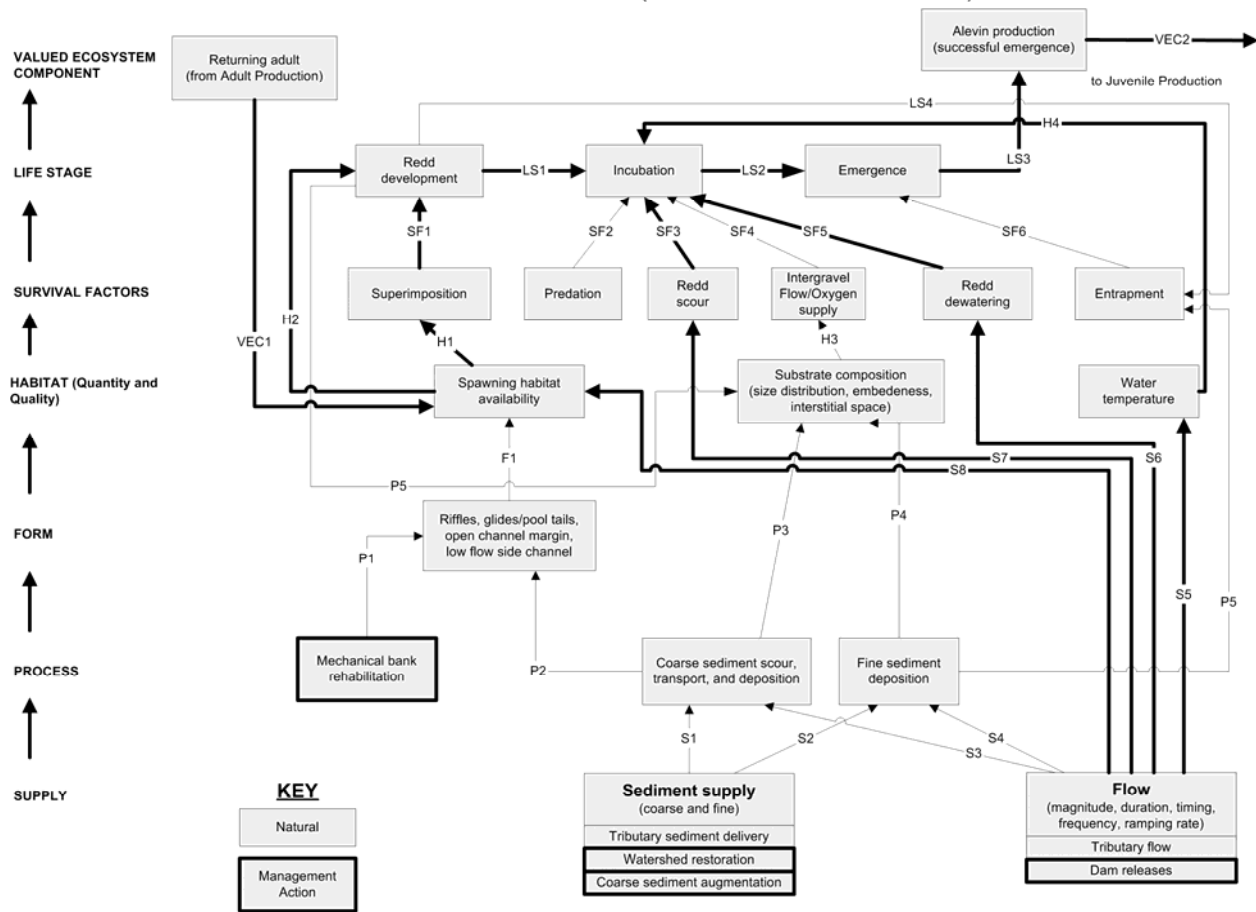 Alevin production
(successful emergence)
VEC2
to Juvenile Production
VALUED ECOSYSTEM
COMPONENT
Returning adult
(from Adult Production)
LS4
H4
LIFE STAGE
Redd
development
LS1
Incubation
LS2
Emergence
LS3
SF1
SF2
SF3
SF4
SF5
SF6
SURVIVAL FACTORS
Superimposition
Predation
Redd
scour
Intergravel
Flow/Oxygen
supply
Redd
dewatering
Entrapment
VEC1
H2
H1
H3
HABITAT (Quantity and
Quality)
Spawning habitat
availability
Substrate composition
(size distribution, embedeness,
interstitial space)
Water
temperature
F1
P5
S8
S7
S6
FORM
Riffles, glides/pool tails,
open channel margin,
low flow side channel
P1
P3
P4
S5
P5
PROCESS
Mechanical bank
rehabilitation
P2
Coarse sediment scour,
transport, and deposition
Fine sediment
deposition
S1
S2
S3
S4
SUPPLY
KEY
Natural
Management
Action
Sediment supply
(coarse and fine)
Tributary sediment delivery
Watershed restoration
Coarse sediment augmentation
Flow
(magnitude, duration, timing,
frequency, ramping rate)
Tributary flow
Dam releases